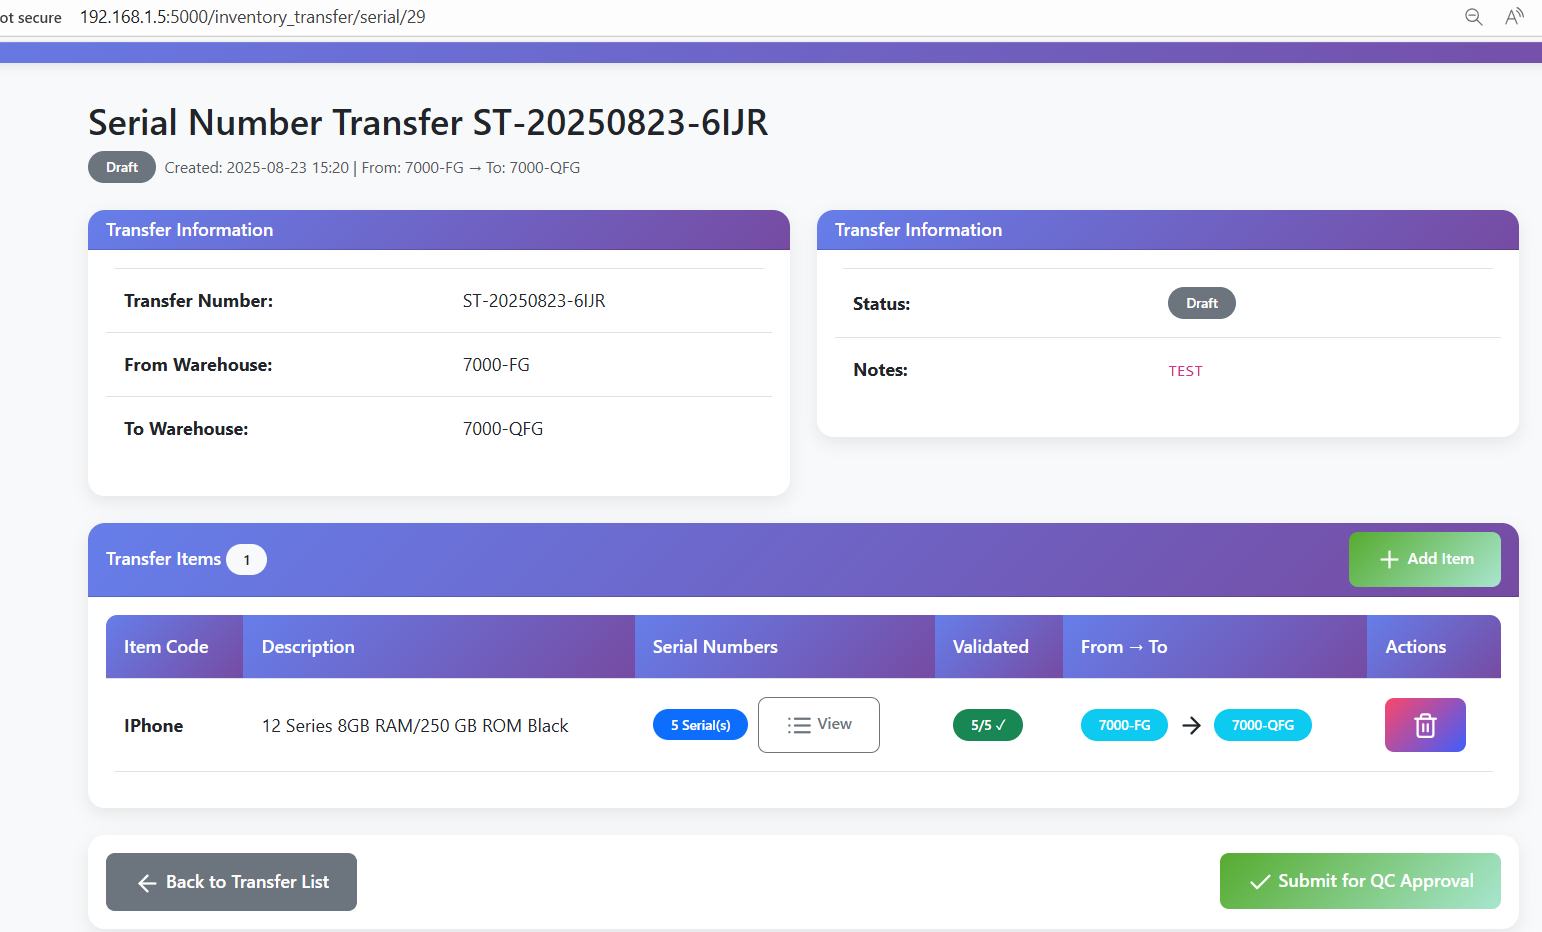 ot secure 192.168.1.5:5000/inventory_transfer/serial/29
Serial Number Transfer ST-20250823-6IJR
Draft Created: 2025-08-23 15:20 | From: 7000-FG → To: 7000-QFG
Transfer Information
Transfer Number: ST-20250823-6IJR
From Warehouse: 7000-FG
To Warehouse: 7000-QFG
Transfer Information
Status: Draft
Notes: TEST
Transfer Items 1
+ Add Item
Item Code Description Serial Numbers Validated From → To Actions
IPhone 12 Series 8GB RAM/250 GB ROM Black 5 Serial(s) View 5/5 ✓ 7000-FG → 7000-QFG
← Back to Transfer List
✓ Submit for QC Approval